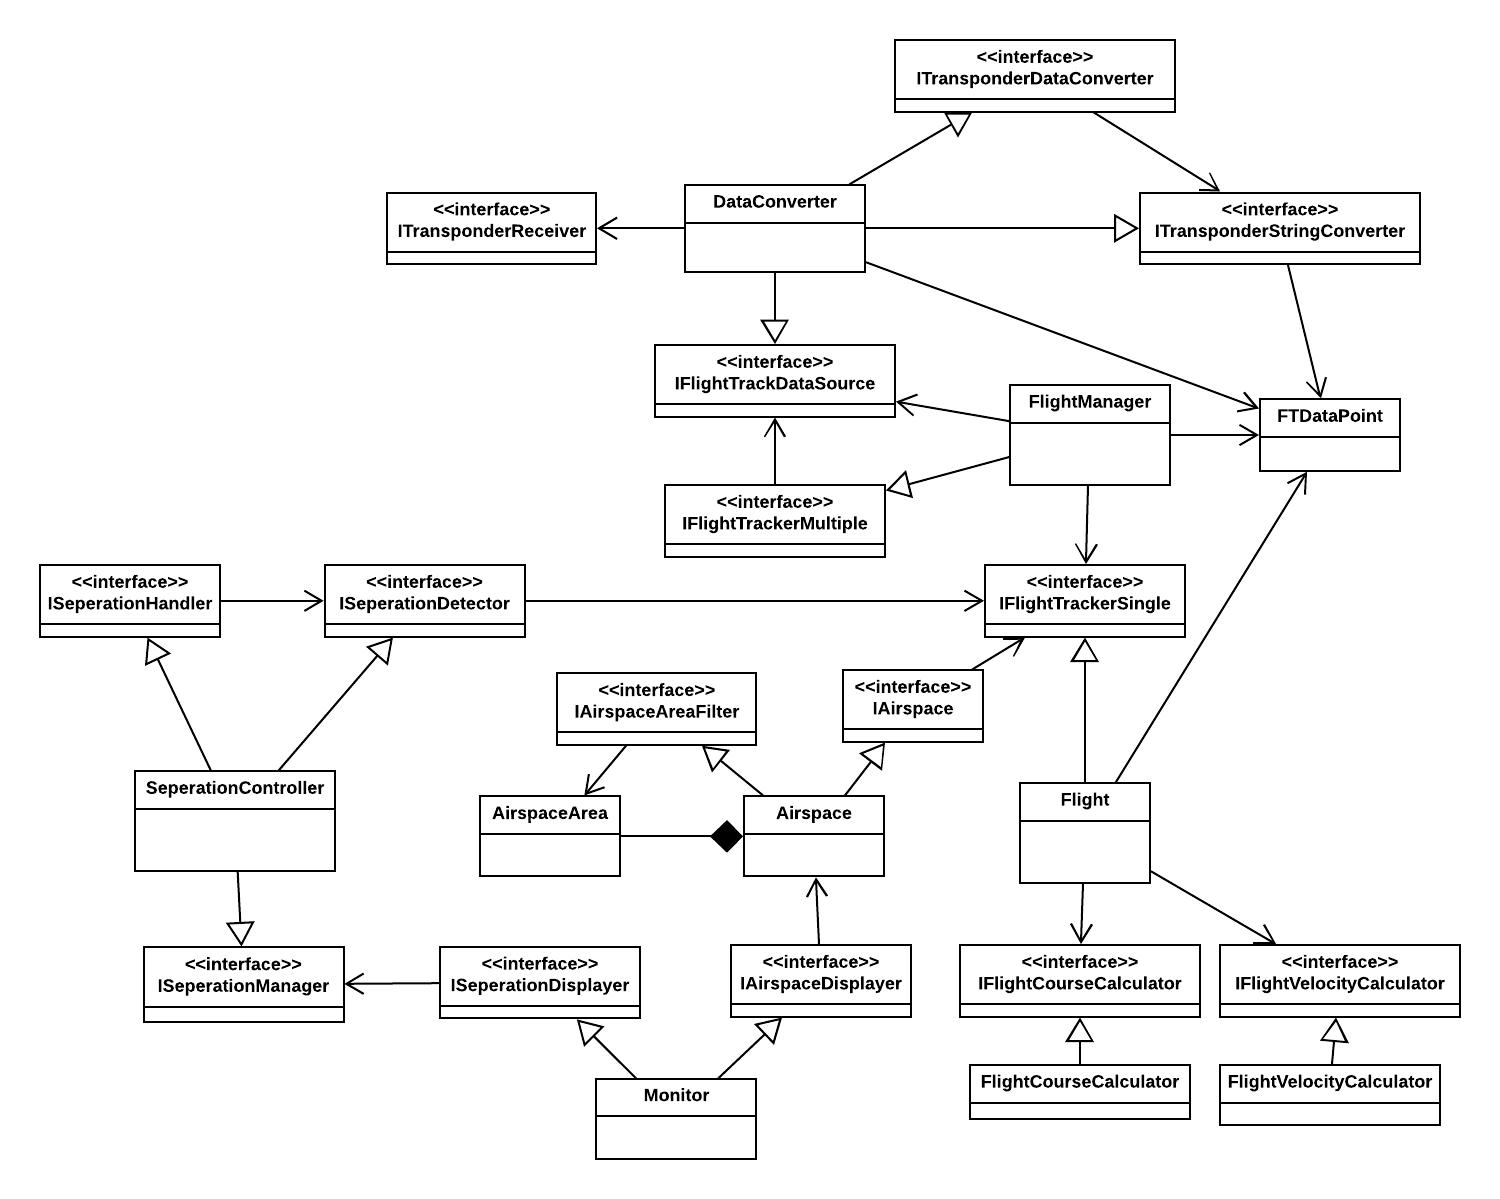 <<interface>>
ITransponderDataConverter
<<interface>>
ITransponderReceiver
DataConverter
<<interface>>
ITransponderStringConverter
<<interface>>
IFlightTrackDataSource
FlightManager
FTDataPoint
<<interface>>
IFlightTrackerMultiple
<<interface>>
ISeperationHandler
<<interface>>
ISeperationDetector
<<interface>>
IFlightTrackerSingle
<<interface>>
IAirspaceAreaFilter
<<interface>>
IAirspace
SeperationController
AirspaceArea
Airspace
Flight
<<interface>>
ISeperationManager
<<interface>>
ISeperationDisplayer
<<interface>>
IAirspaceDisplayer
<<interface>>
IFlightCourseCalculator
<<interface>>
IFlightVelocityCalculator
Monitor
FlightCourseCalculator
FlightVelocityCalculator